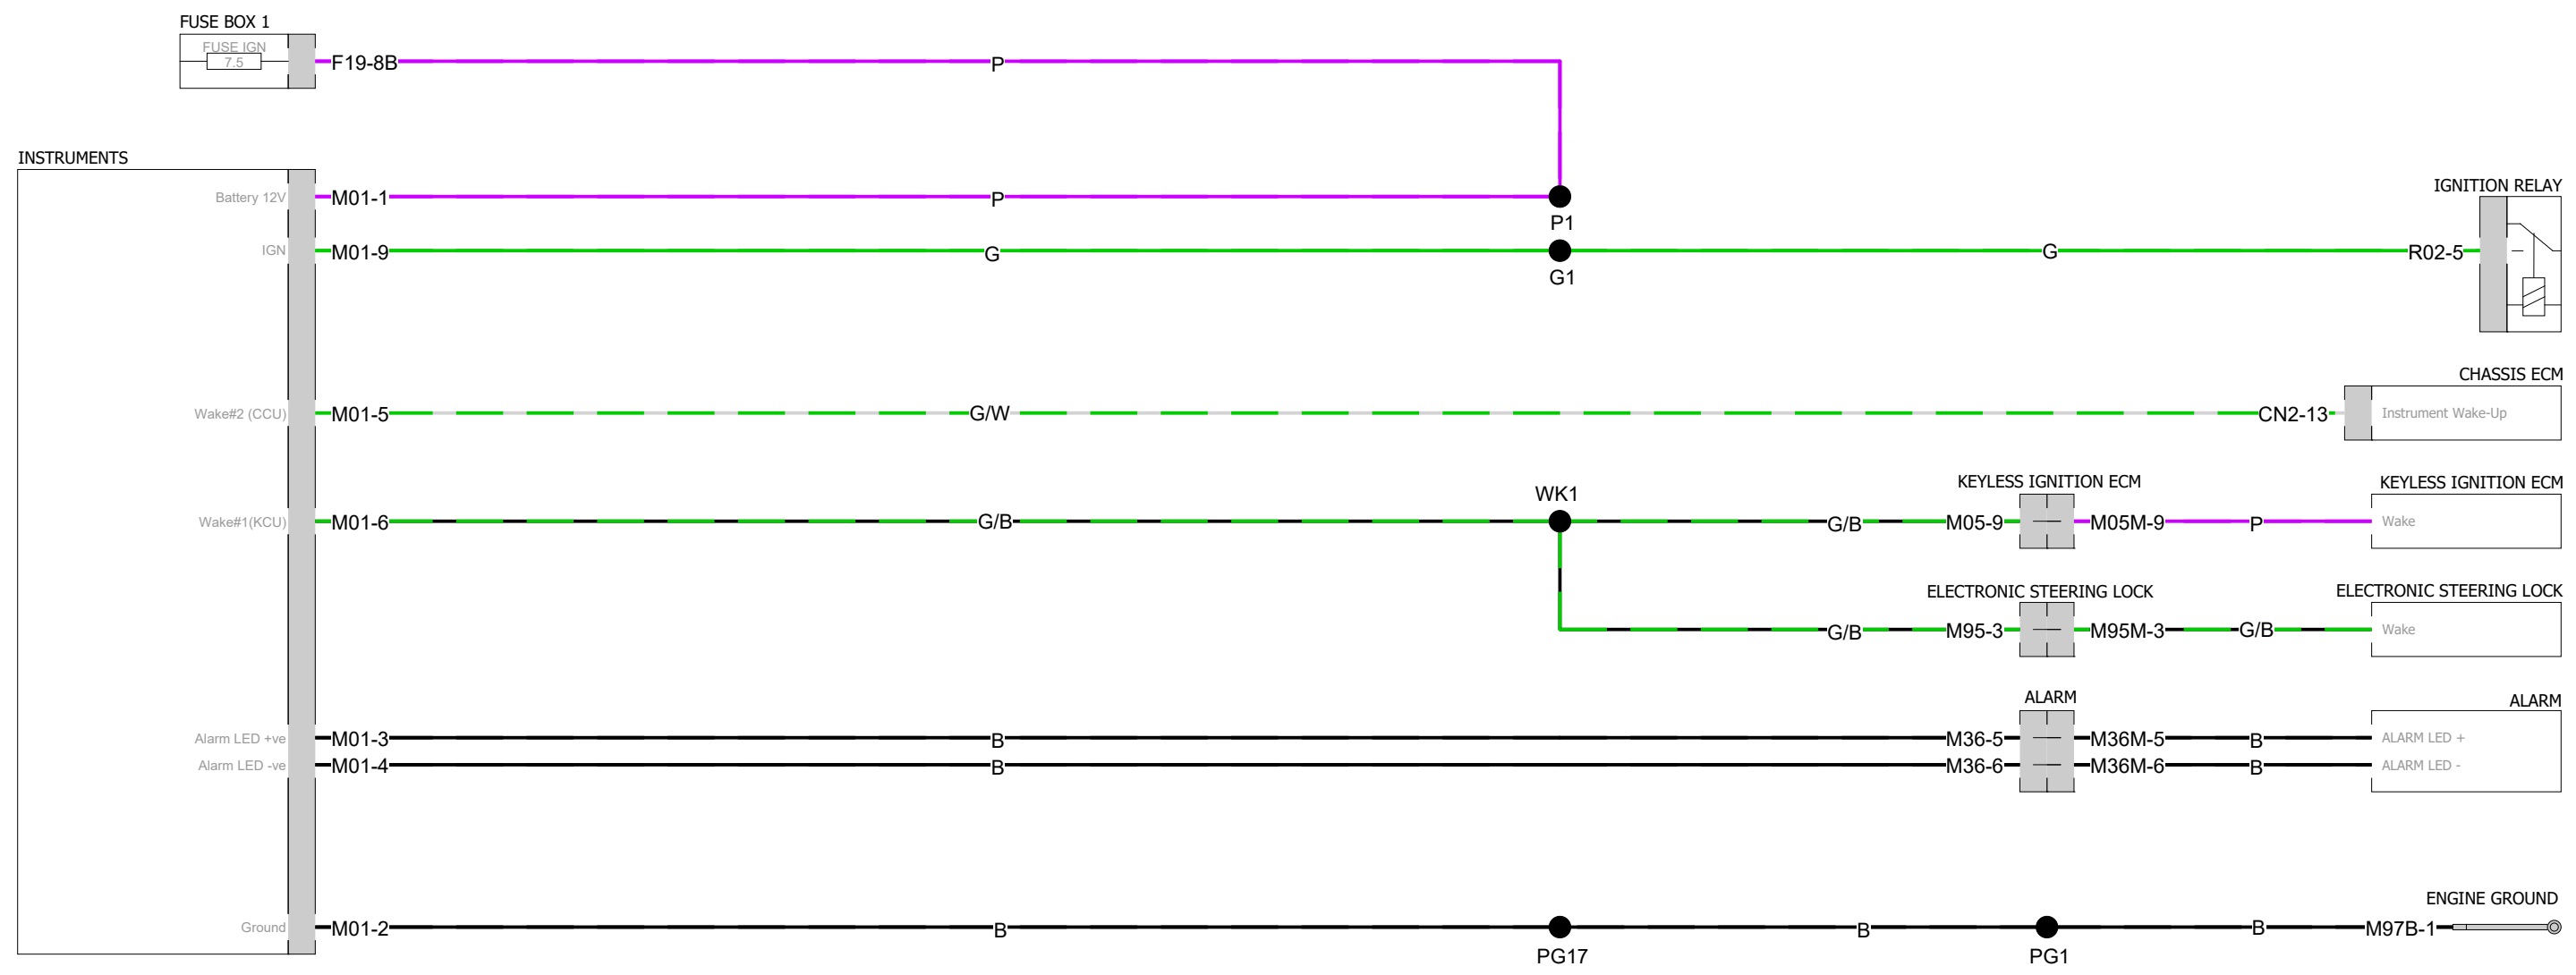 FUSE BOX 1
FUSE IGN
7.5
F19-8B P
INSTRUMENTS
Battery 12V M01-1 P
P1
IGNITION RELAY
IGN M01-9 G G R02-5
G1
CHASSIS ECM
Wake#2 (CCU) M01-5 G/W CN2-13 Instrument Wake-Up
WK1
KEYLESS IGNITION ECM KEYLESS IGNITION ECM
Wake#1(KCU) M01-6 G/B G/B M05-9 M05M-9 P Wake
ELECTRONIC STEERING LOCK ELECTRONIC STEERING LOCK
G/B M95-3 M95M-3 G/B Wake
ALARM ALARM
Alarm LED +ve M01-3 B M36-5 M36M-5 B ALARM LED +
Alarm LED -ve M01-4 B M36-6 M36M-6 B ALARM LED -
ENGINE GROUND
Ground M01-2 B B B M97B-1
PG17 PG1